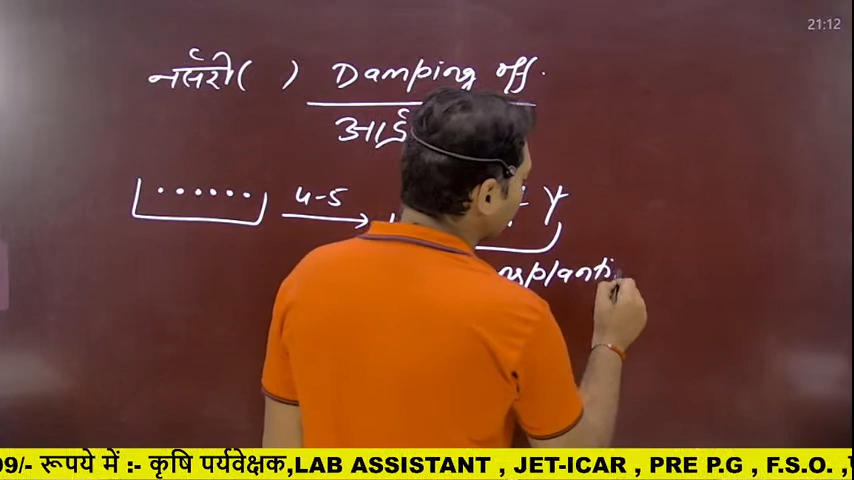 21:12
नर्सरी ( ) Damping off.
आर्द्र
4-5
Y
nsplanti
09/- रूपये में :- कृषि पर्यवेक्षक,LAB ASSISTANT , JET-ICAR , PRE P.G , F.S.O. ,